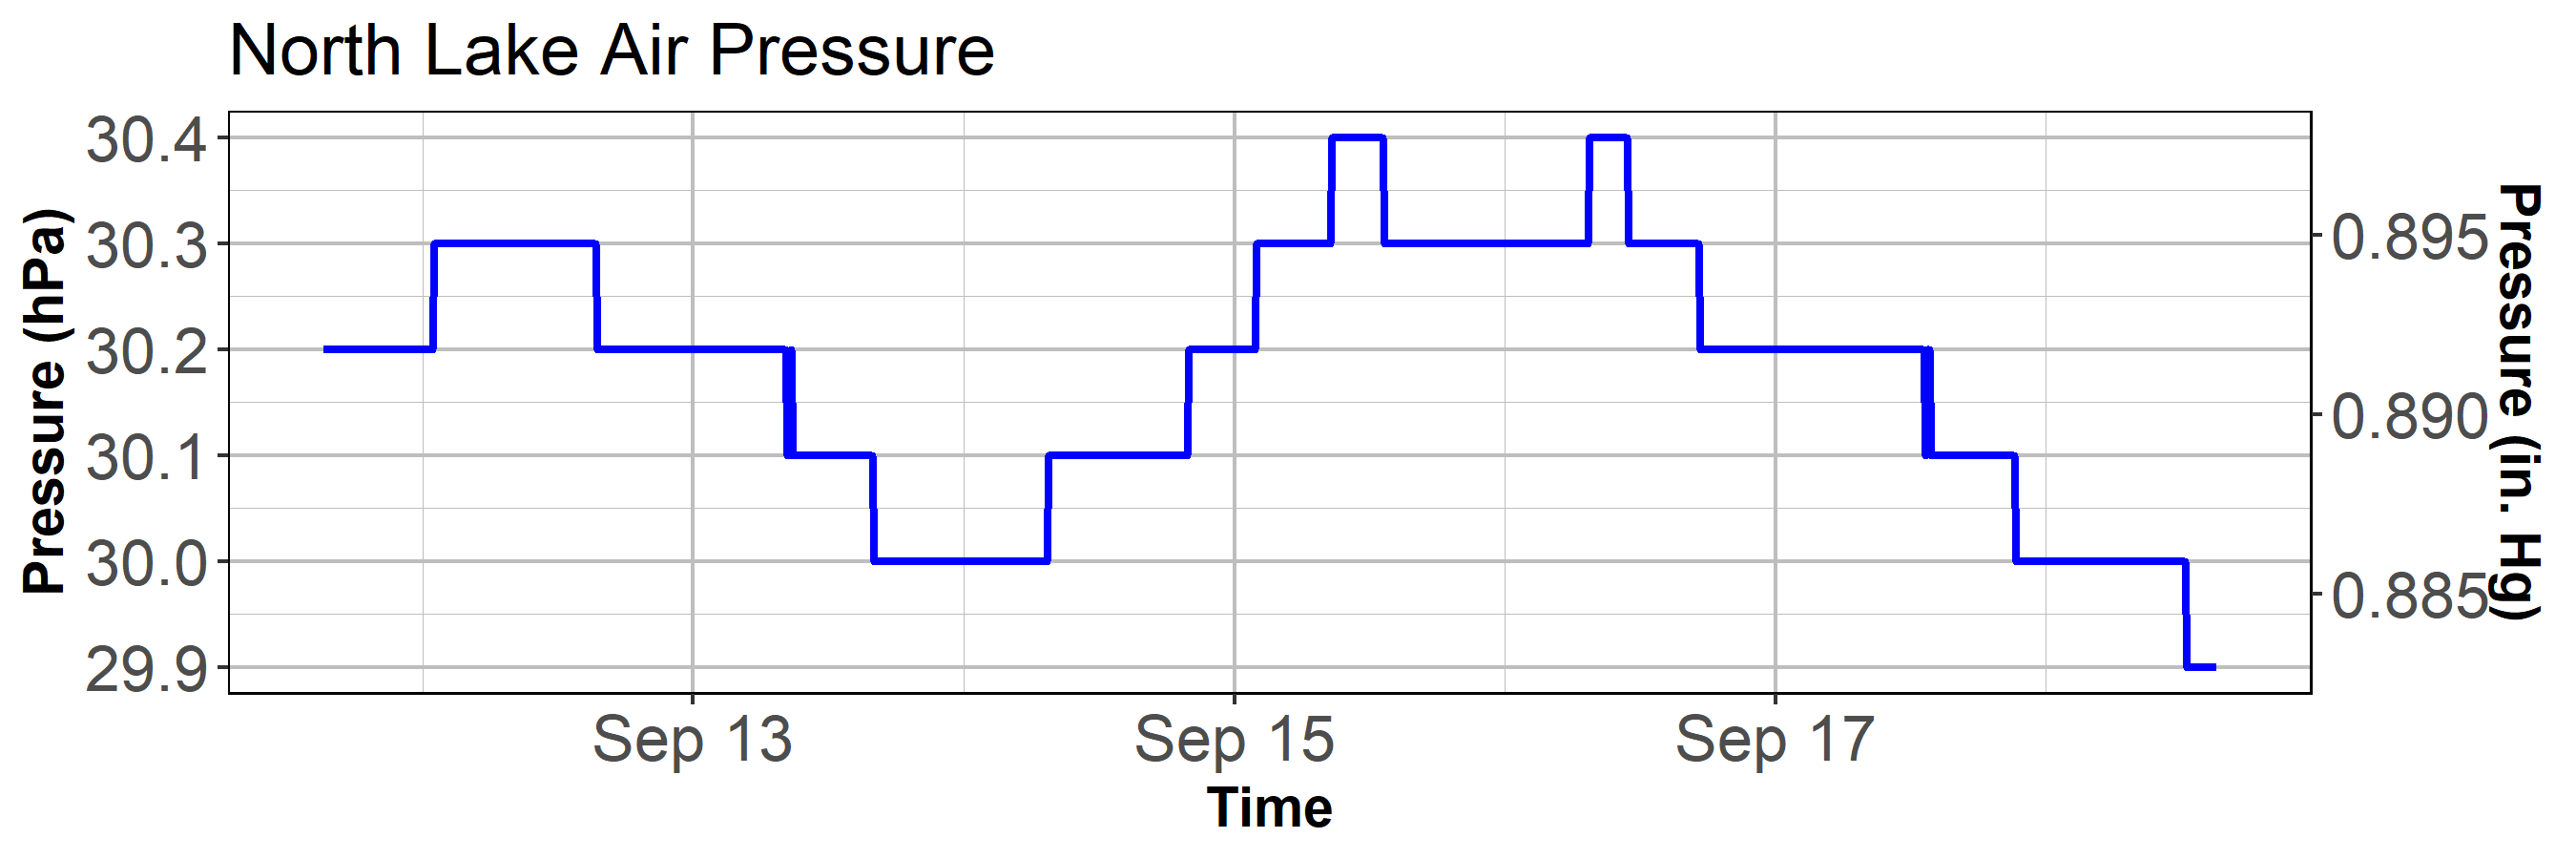 North Lake Air Pressure
Pressure (hPa)
30.4
30.3
30.2
30.1
30.0
29.9
0.895
0.890
0.885
Pressure (in. Hg)
Sep 13
Sep 15
Sep 17
Time